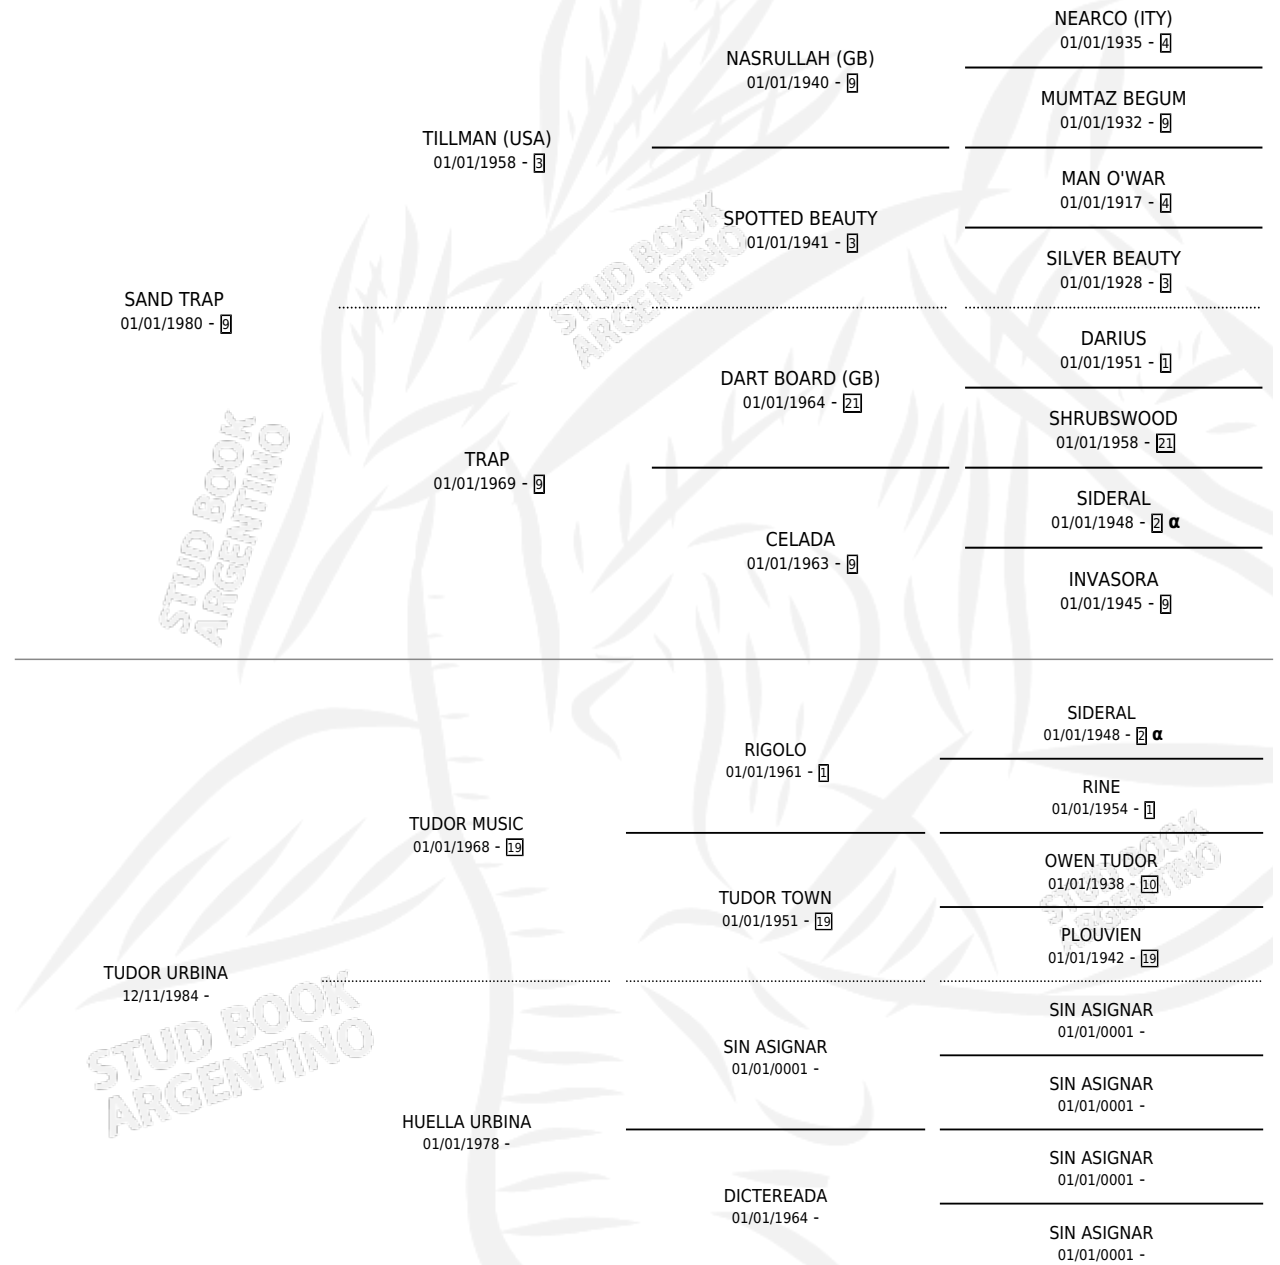 NEARCO (ITY)
01/01/1935 - 4
NASRULLAH (GB)
01/01/1940 - 9
MUMTAZ BEGUM
01/01/1932 - 9
TILLMAN (USA)
01/01/1958 - 3
MAN O'WAR
01/01/1917 - 4
SPOTTED BEAUTY
01/01/1941 - 3
SILVER BEAUTY
01/01/1928 - 3
STUD BOOK
ARGENTINO
SAND TRAP
01/01/1980 - 9
DARIUS
01/01/1951 - 1
DART BOARD (GB)
01/01/1964 - 21
SHRUBSWOOD
01/01/1958 - 21
STUD BOOK
ARGENTINO
TRAP
01/01/1969 - 9
SIDERAL
01/01/1948 - 2 α
CELADA
01/01/1963 - 9
INVASORA
01/01/1945 - 9
SIDERAL
01/01/1948 - 2 α
RIGOLO
01/01/1961 - 1
RINE
01/01/1954 - 1
TUDOR MUSIC
01/01/1968 - 19
STUD BOOK
ARGENTINO
OWEN TUDOR
01/01/1938 - 10
TUDOR TOWN
01/01/1951 - 19
PLOUVIEN
01/01/1942 - 19
TUDOR URBINA
12/11/1984 -
STUD BOOK
ARGENTINO
SIN ASIGNAR
01/01/0001 -
SIN ASIGNAR
01/01/0001 -
SIN ASIGNAR
01/01/0001 -
HUELLA URBINA
01/01/1978 -
SIN ASIGNAR
01/01/0001 -
DICTEREADA
01/01/1964 -
SIN ASIGNAR
01/01/0001 -